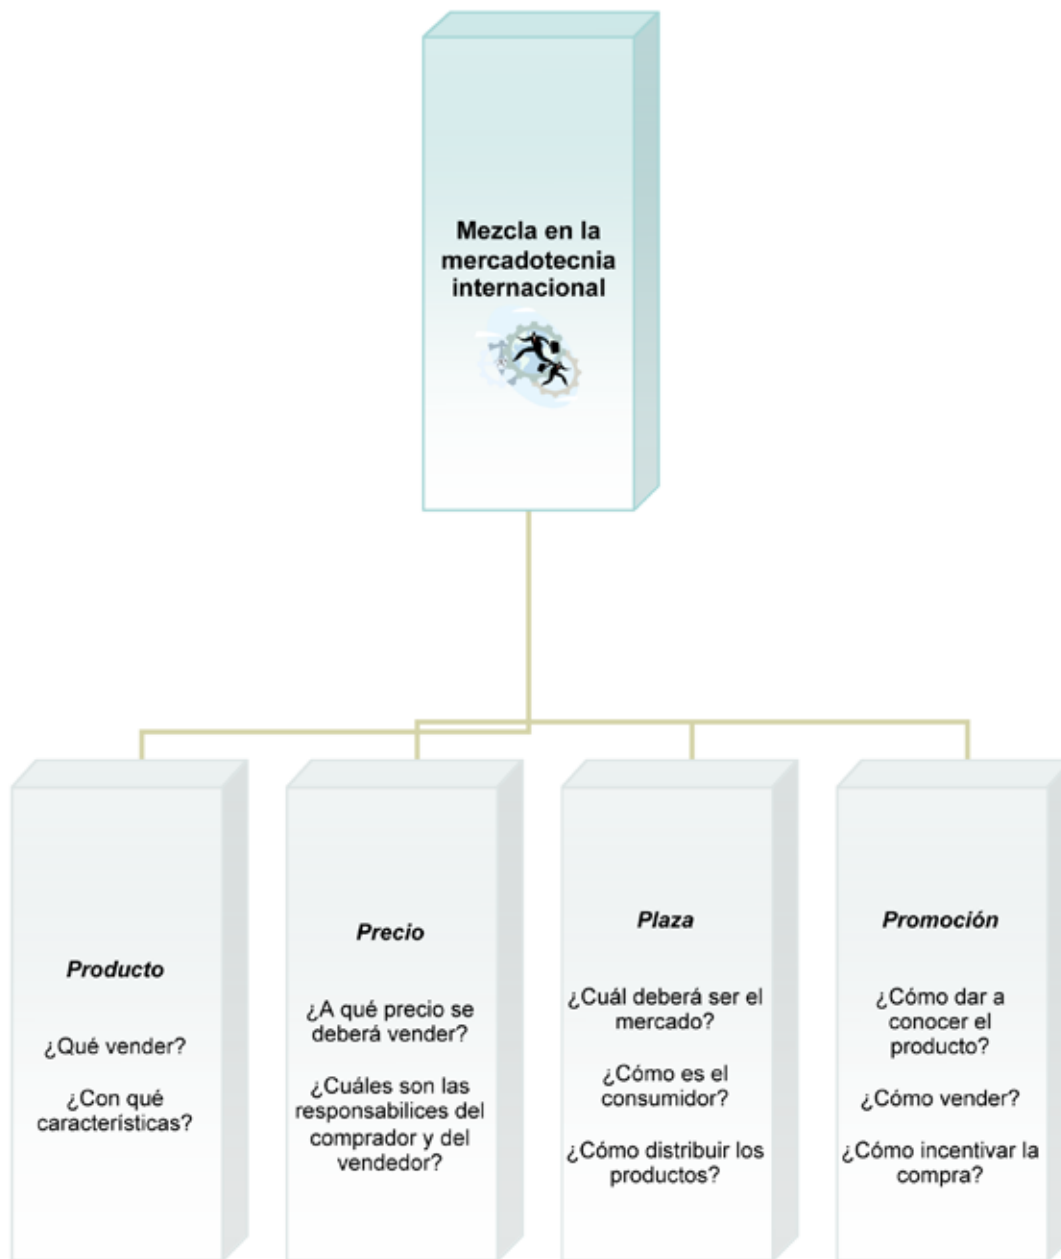 Mezcla en la
mercadotecnia
internacional
Producto
¿Qué vender?
¿Con qué
características?
Precio
¿A qué precio se
deberá vender?
¿Cuáles son las
responsabilices del
comprador y del
vendedor?
Plaza
¿Cuál deberá ser el
mercado?
¿Cómo es el
consumidor?
¿Cómo distribuir los
productos?
Promoción
¿Cómo dar a
conocer el
producto?
¿Cómo vender?
¿Cómo incentivar la
compra?